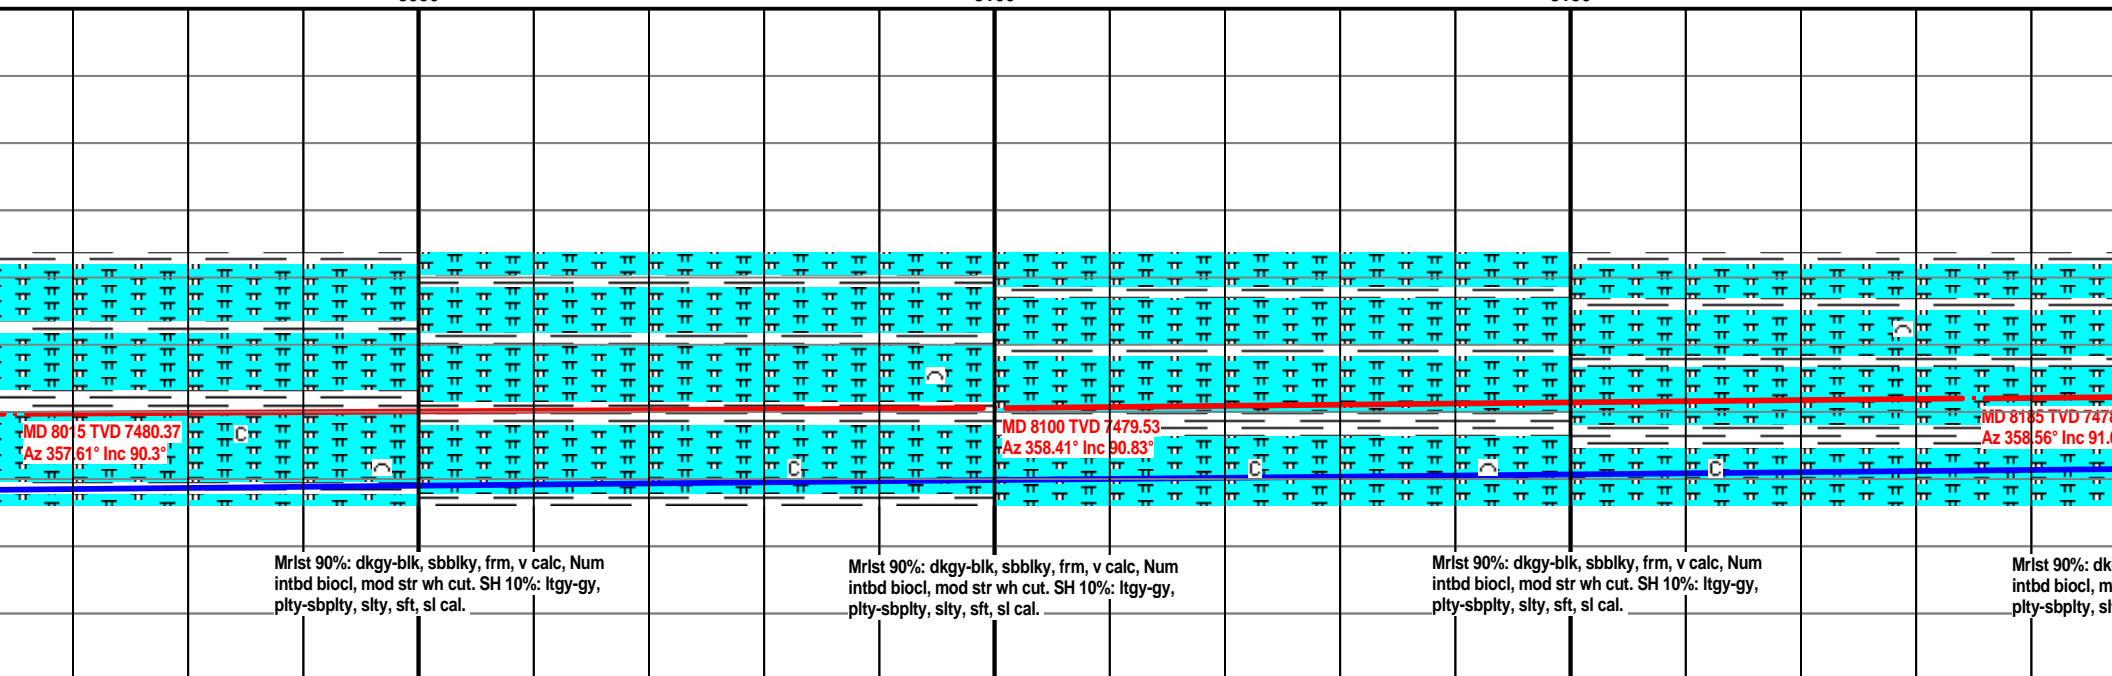 MD 8015 TVD 7480.37
Az 357.61° Inc 90.3°
C
C
MD 8100 TVD 7479.53
Az 358.41° Inc 90.83°
C
C
MD 8185 TVD 7478
Az 358.56° Inc 91.
Mrlst 90%: dkgy-blk, sbblky, frm, v calc, Num
intbd biocl, mod str wh cut. SH 10%: ltgy-gy,
plty-sbplty, slty, sft, sl cal.
Mrlst 90%: dkgy-blk, sbblky, frm, v calc, Num
intbd biocl, mod str wh cut. SH 10%: ltgy-gy,
plty-sbplty, slty, sft, sl cal.
Mrlst 90%: dkgy-blk, sbblky, frm, v calc, Num
intbd biocl, mod str wh cut. SH 10%: ltgy-gy,
plty-sbplty, slty, sft, sl cal.
Mrlst 90%: dk
intbd biocl, m
plty-sbplty, sl